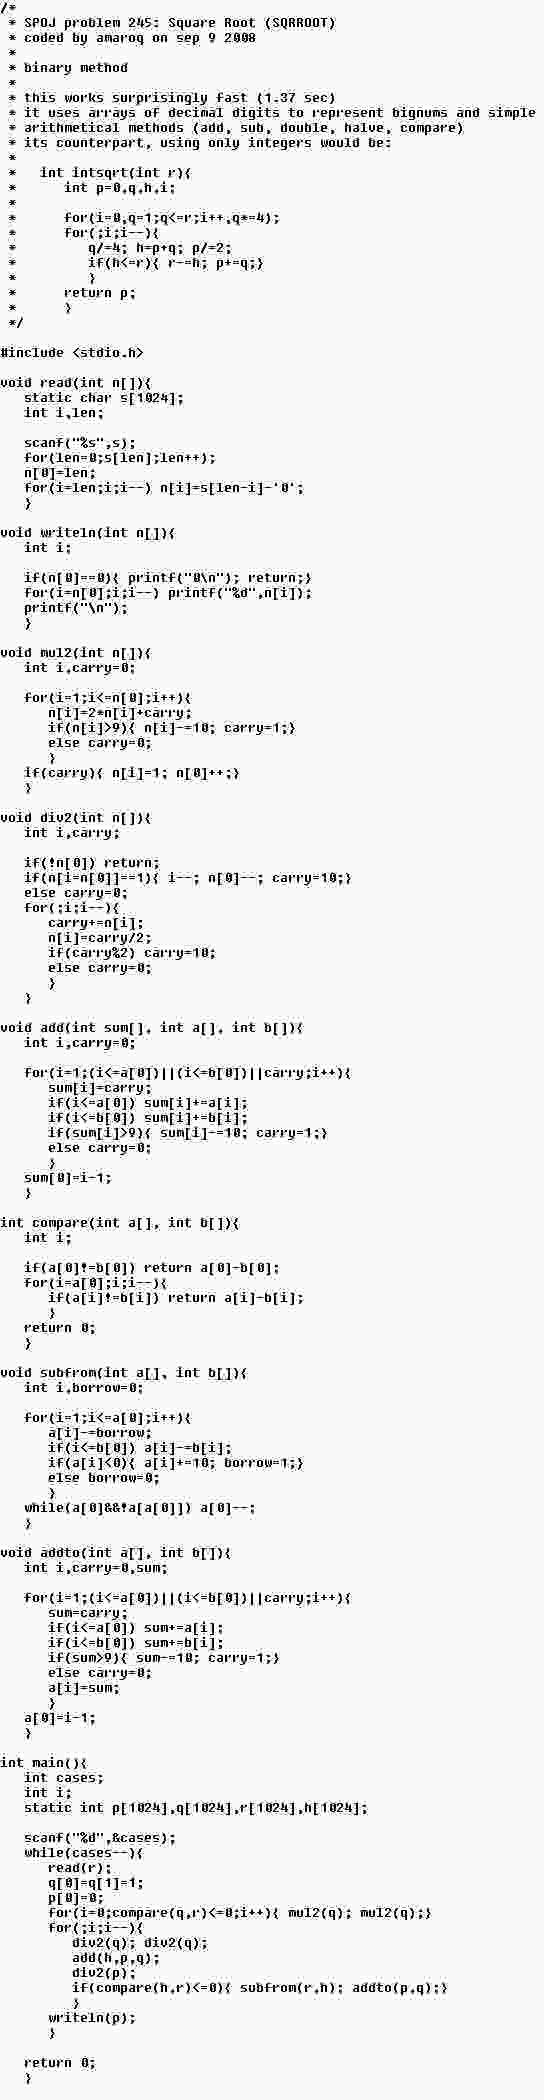 /*
 * SPOJ problem 245: Square Root (SQRROOT)
 * coded by amaroq on sep 9 2008
 *
 * binary method
 *
 * this works surprisingly fast (1.37 sec)
 * it uses arrays of decimal digits to represent bignums and simple
 * arithmetical methods (add, sub, double, halve, compare)
 * its counterpart, using only integers would be:
 *
 *   int intsqrt(int r){
 *      int p=0,q,h,i;
 *
 *      for(i=0,q=1;q<=r;i++,q*=4);
 *      for(;i;i--){
 *         q/=4; h=p+q; p/=2;
 *         if(h<=r){ r-=h; p+=q;}
 *         }
 *      return p;
 *      }
 */

#include <stdio.h>

void read(int n[]){
   static char s[1024];
   int i,len;

   scanf("%s",s);
   for(len=0;s[len];len++);
   n[0]=len;
   for(i=len;i;i--) n[i]=s[len-i]-'0';
   }

void writeln(int n[]){
   int i;

   if(n[0]==0){ printf("0\n"); return;}
   for(i=n[0];i;i--) printf("%d",n[i]);
   printf("\n");
   }

void mul2(int n[]){
   int i,carry=0;

   for(i=1;i<=n[0];i++){
      n[i]=2*n[i]+carry;
      if(n[i]>9){ n[i]-=10; carry=1;}
      else carry=0;
      }
   if(carry){ n[i]=1; n[0]++;}
   }

void div2(int n[]){
   int i,carry;

   if(!n[0]) return;
   if(n[i=n[0]]==1){ i--; n[0]--; carry=10;}
   else carry=0;
   for(;i;i--){
      carry+=n[i];
      n[i]=carry/2;
      if(carry%2) carry=10;
      else carry=0;
      }
   }

void add(int sum[], int a[], int b[]){
   int i,carry=0;

   for(i=1;(i<=a[0])||(i<=b[0])||carry;i++){
      sum[i]=carry;
      if(i<=a[0]) sum[i]+=a[i];
      if(i<=b[0]) sum[i]+=b[i];
      if(sum[i]>9){ sum[i]-=10; carry=1;}
      else carry=0;
      }
   sum[0]=i-1;
   }

int compare(int a[], int b[]){
   int i;

   if(a[0]!=b[0]) return a[0]-b[0];
   for(i=a[0];i;i--){
      if(a[i]!=b[i]) return a[i]-b[i];
      }
   return 0;
   }

void subfrom(int a[], int b[]){
   int i,borrow=0;

   for(i=1;i<=a[0];i++){
      a[i]-=borrow;
      if(i<=b[0]) a[i]-=b[i];
      if(a[i]<0){ a[i]+=10; borrow=1;}
      else borrow=0;
      }
   while(a[0]&&!a[a[0]]) a[0]--;
   }

void addto(int a[], int b[]){
   int i,carry=0,sum;

   for(i=1;(i<=a[0])||(i<=b[0])||carry;i++){
      sum=carry;
      if(i<=a[0]) sum+=a[i];
      if(i<=b[0]) sum+=b[i];
      if(sum>9){ sum-=10; carry=1;}
      else carry=0;
      a[i]=sum;
      }
   a[0]=i-1;
   }

int main(){
   int cases;
   int i;
   static int p[1024],q[1024],r[1024],h[1024];

   scanf("%d",&cases);
   while(cases--){
      read(r);
      q[0]=q[1]=1;
      p[0]=0;
      for(i=0;compare(q,r)<=0;i++){ mul2(q); mul2(q);}
      for(;i;i--){
         div2(q); div2(q);
         add(h,p,q);
         div2(p);
         if(compare(h,r)<=0){ subfrom(r,h); addto(p,q);}
         }
      writeln(p);
      }

   return 0;
   }